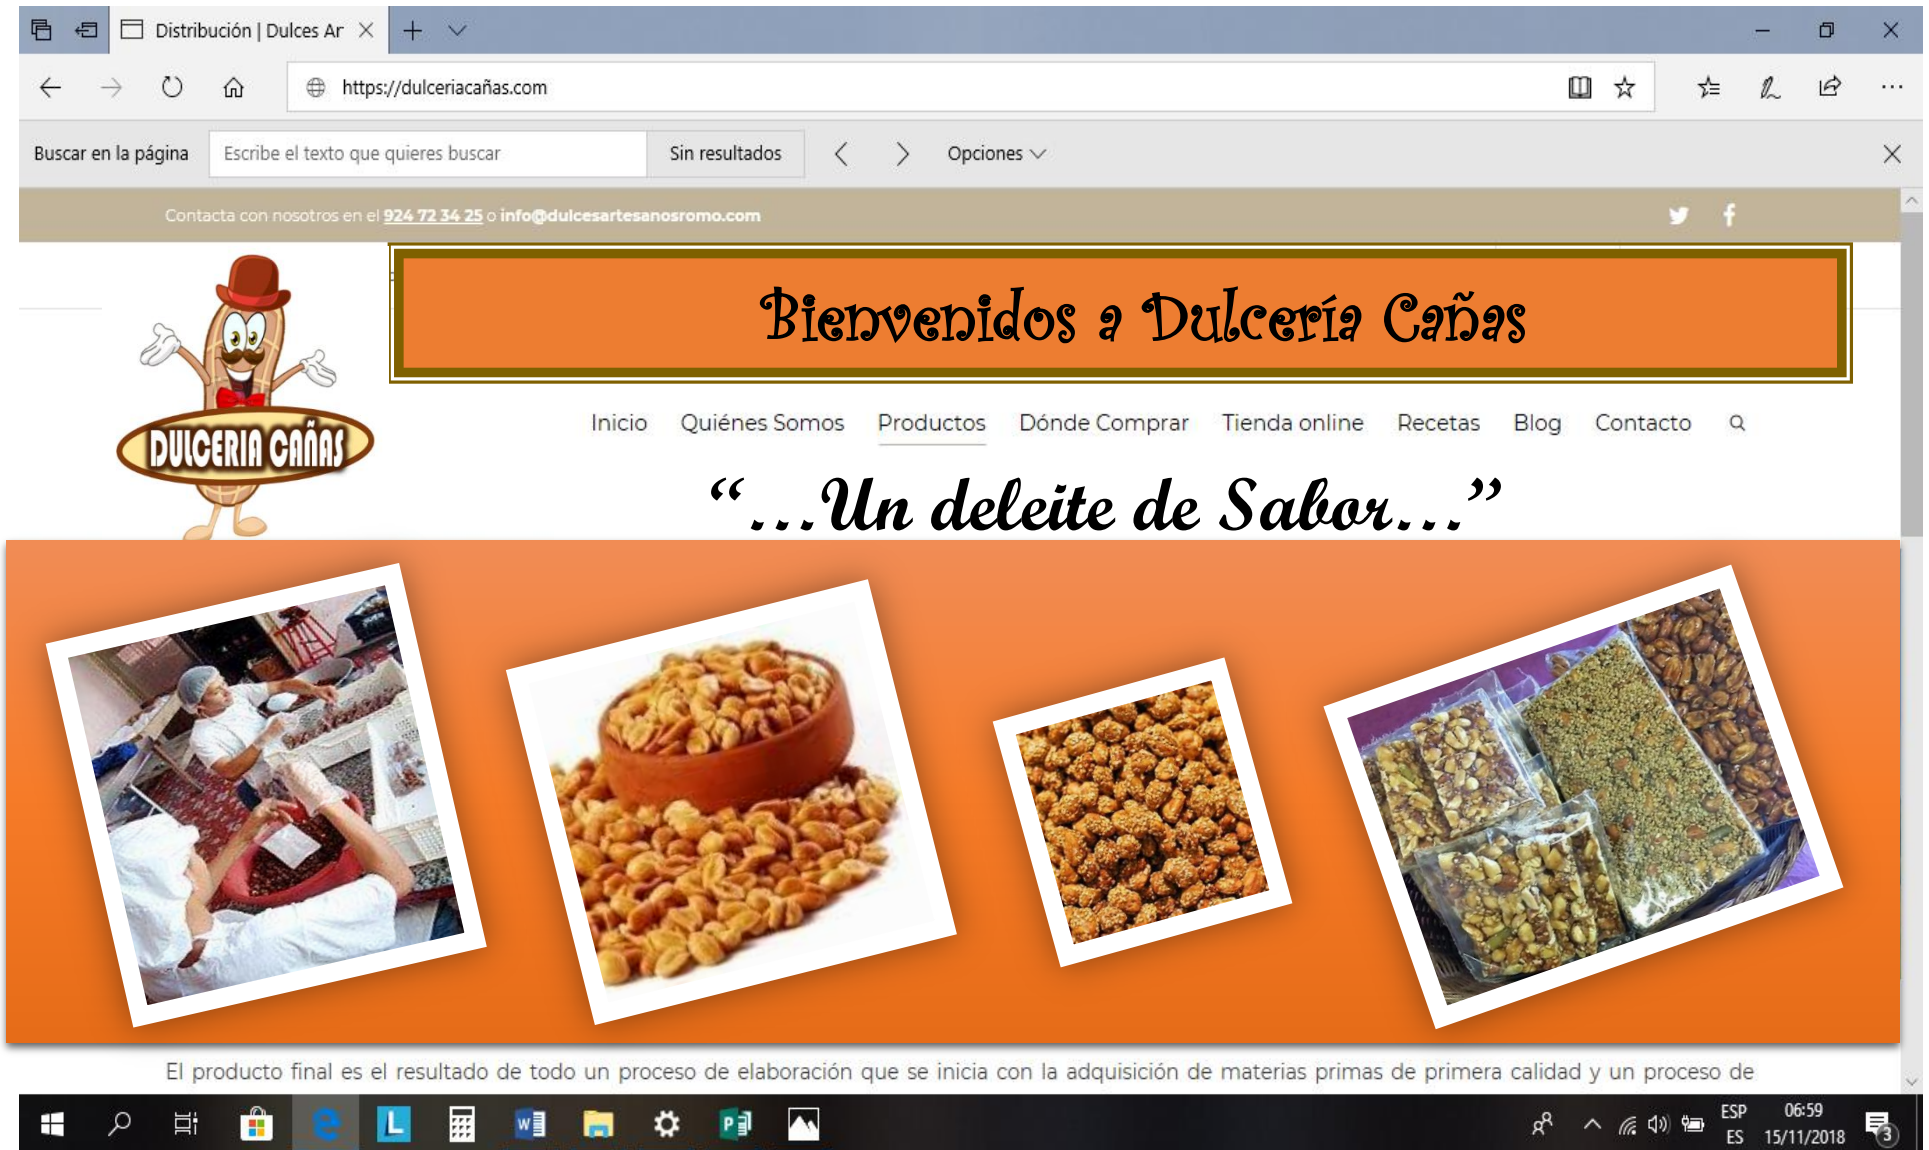 Distribución | Dulces Ar
https://dulceriacañas.com
Buscar en la página
Escribe el texto que quieres buscar
Sin resultados
Opciones
Contacta con nosotros en el 924 72 34 25 o info@dulcesartesanosromo.com
Bienvenidos a Dulcería Cañas
DULCERIA CAÑAS
Inicio Quiénes Somos Productos Dónde Comprar Tienda online Recetas Blog Contacto
“...Un deleite de Sabor...”
El producto final es el resultado de todo un proceso de elaboración que se inicia con la adquisición de materias primas de primera calidad y un proceso de
ESP 06:59
ES 15/11/2018
3